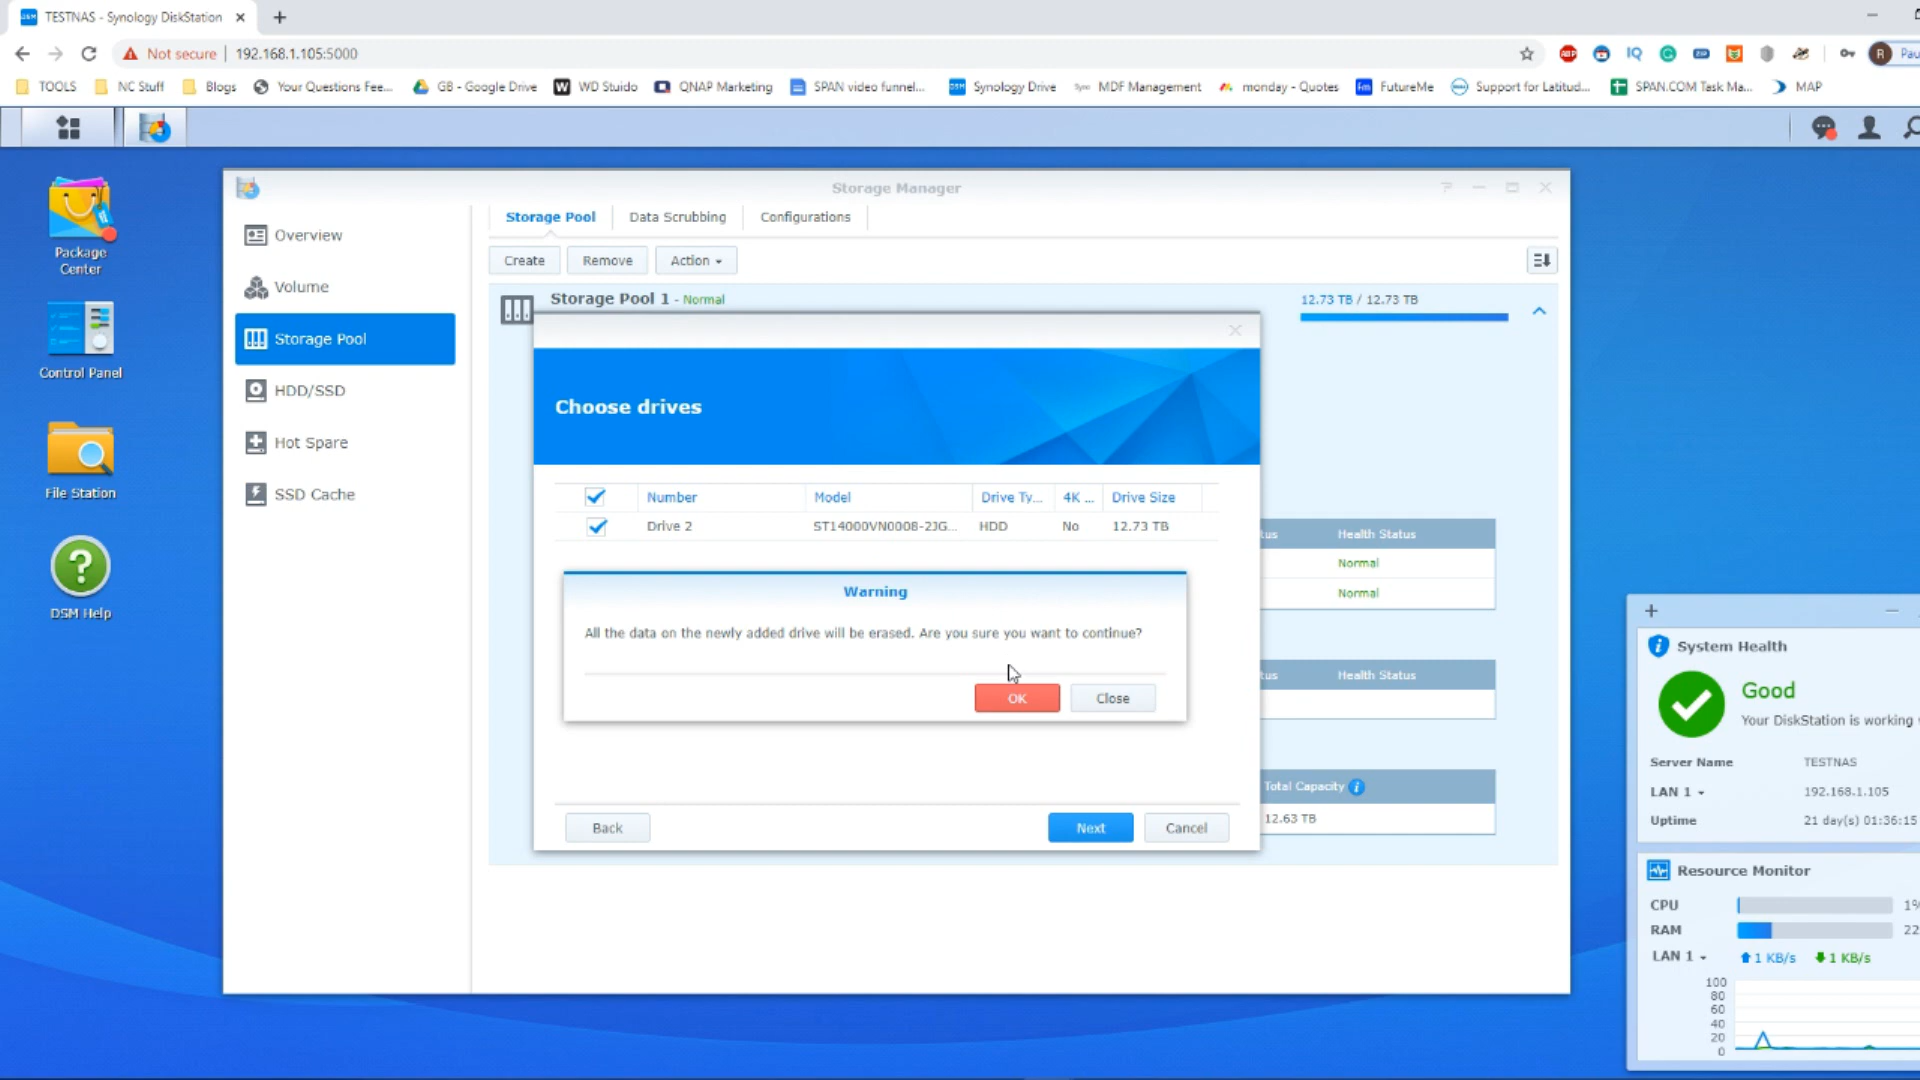 TESTNAS - Synology DiskStation
Not secure | 192.168.1.105:5000
ABP
IQ
ZIP
R
TOOLS
NC Stuff
Blogs
Your Questions Fee...
GB - Google Drive
WD Stuido
QNAP Marketing
SPAN video funnel...
Synology Drive
MDF Management
monday - Quotes
FutureMe
Support for Latitud...
SPAN.COM Task Ma...
MAP
Package
Center
Control Panel
File Station
DSM Help
Storage Manager
Overview
Volume
Storage Pool
HDD/SSD
Hot Spare
SSD Cache
Storage Pool
Data Scrubbing
Configurations
Create
Remove
Action
Storage Pool 1 - Normal
12.73 TB / 12.73 TB
Choose drives
Number
Model
Drive Ty...
4K ...
Drive Size
Drive 2
ST14000VN0008-2JG...
HDD
No
12.73 TB
Warning
All the data on the newly added drive will be erased. Are you sure you want to continue?
OK
Close
Back
Next
Cancel
Health Status
Normal
Normal
Health Status
Total Capacity
12.63 TB
System Health
Good
Your DiskStation is working
Server Name
TESTNAS
LAN 1
192.168.1.105
Uptime
21 day(s) 01:36:15
Resource Monitor
CPU
RAM
LAN 1
1 KB/s
1 KB/s
100
80
60
40
20
0